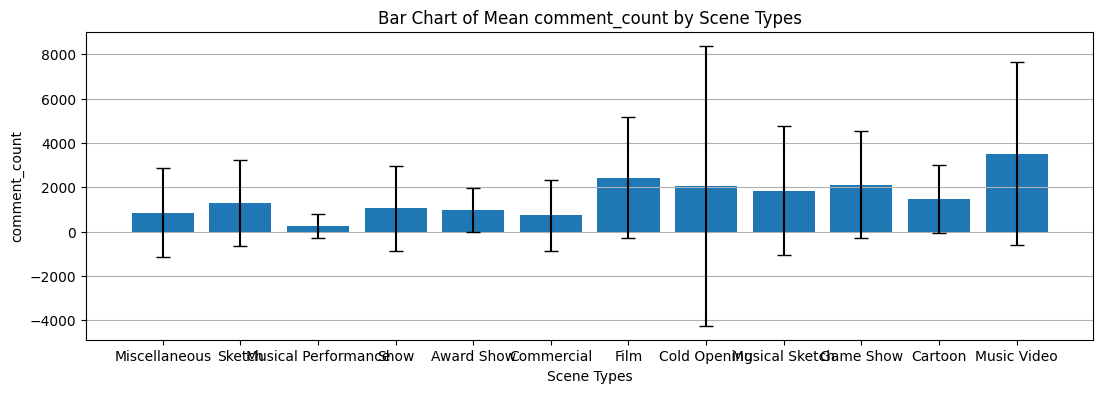 Bar Chart of Mean comment_count by Scene Types
comment_count
8000
6000
4000
2000
0
−2000
−4000
Miscellaneous Sketch Musical Performance Show Award Show Commercial Film Cold Opening Musical Sketch Game Show Cartoon Music Video
Scene Types